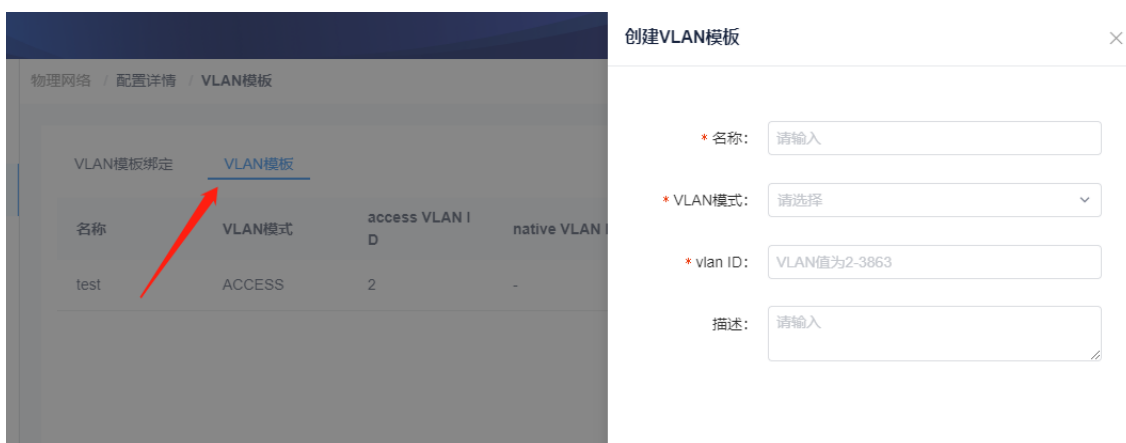 创建VLAN模板
物理网络 / 配置详情 / VLAN模板
VLAN模板绑定 VLAN模板
名称 VLAN模式 access VLAN I
D native VLAN I
test ACCESS 2 -
* 名称： 请输入
* VLAN模式： 请选择
* vlan ID： VLAN值为2-3863
描述： 请输入